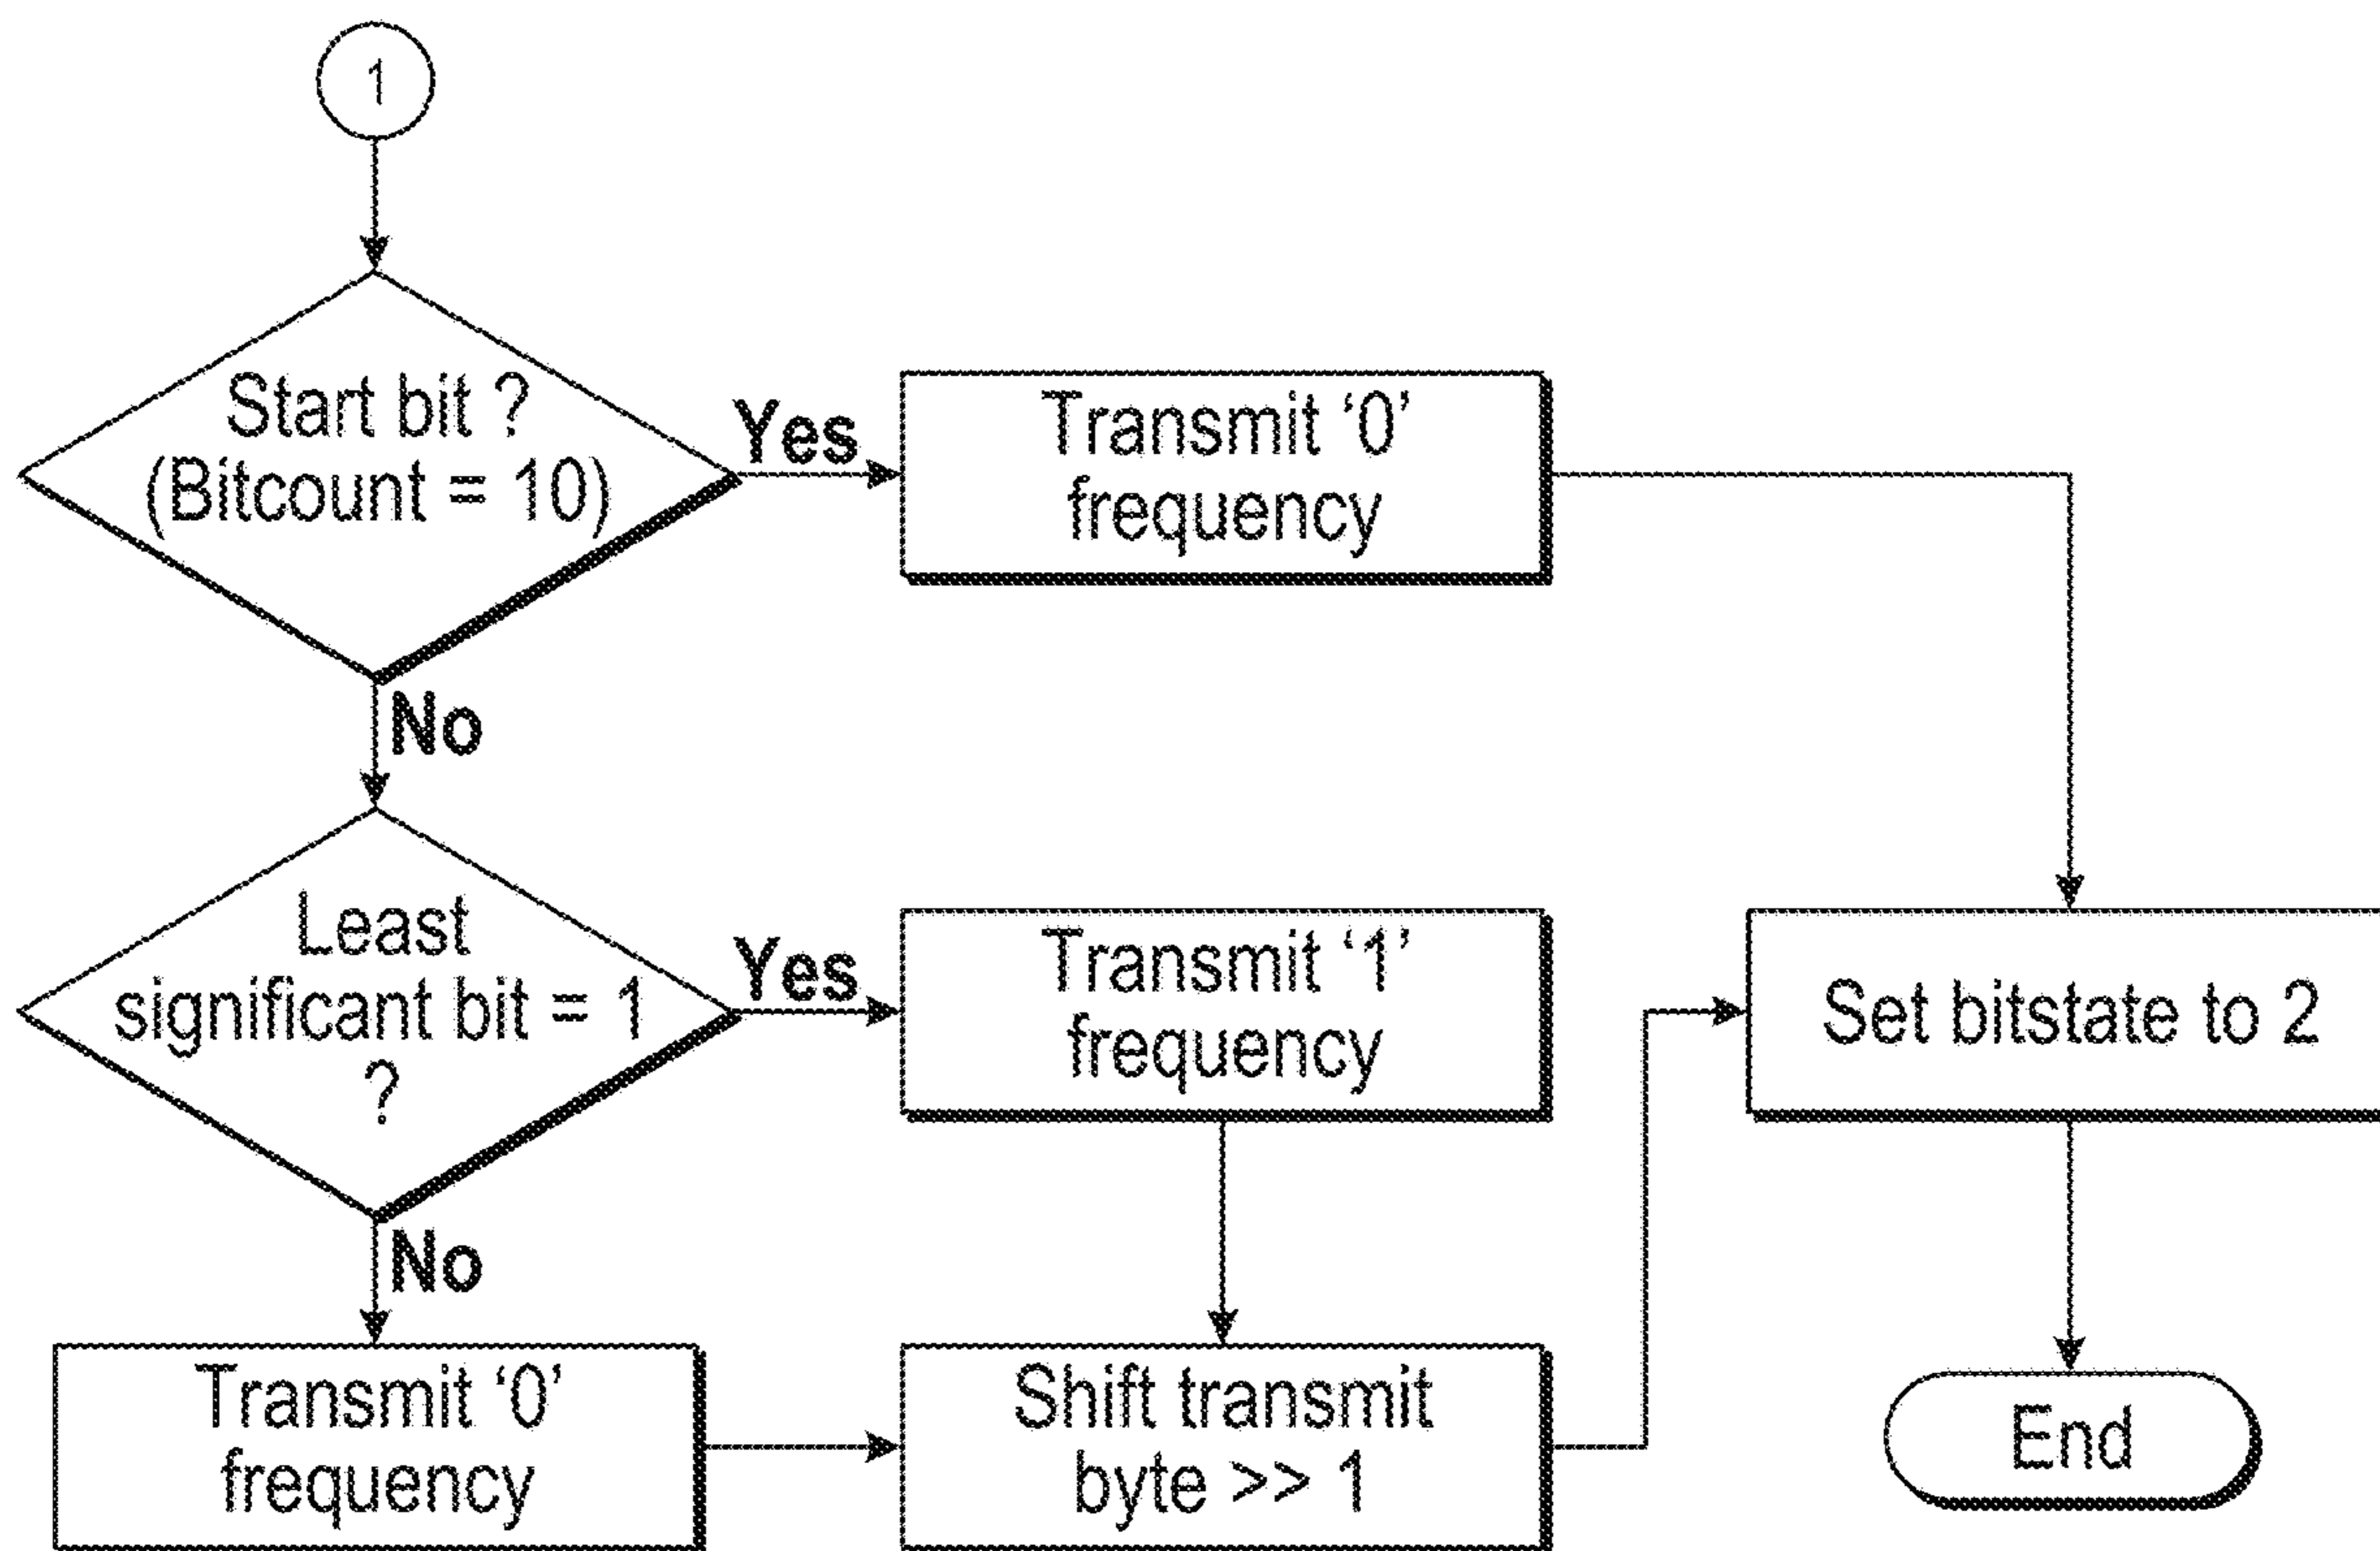 1
Start bit ?
(Bitcount = 10)
Yes
Transmit ‘0’
frequency
No
Least
significant bit = 1
?
Yes
Transmit ‘1’
frequency
Set bitstate to 2
No
Transmit ‘0’
frequency
Shift transmit
byte >> 1
End